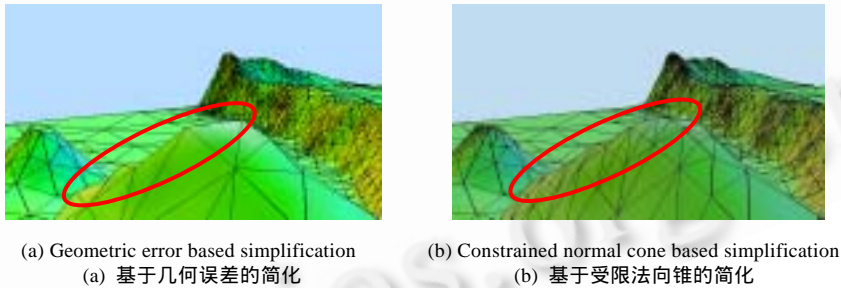 (a) Geometric error based simplification
(a) 基于几何误差的简化
(b) Constrained normal cone based simplification
(b) 基于受限法向锥的简化